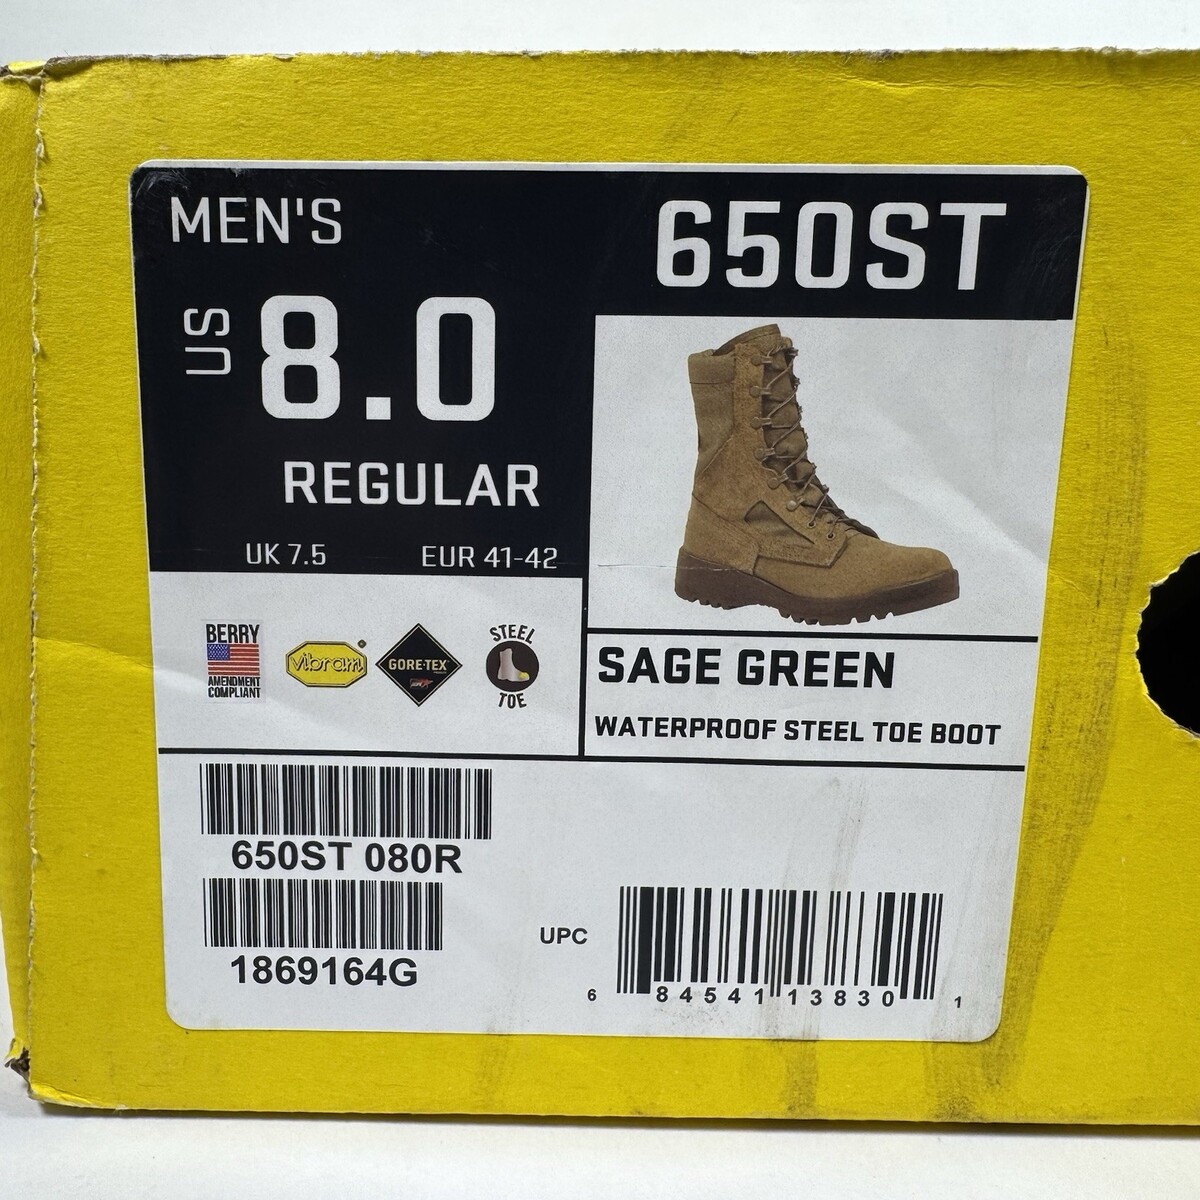 MEN'S
650ST
US
8.0
REGULAR
UK 7.5
EUR 41-42
BERRY
AMENDMENT
COMPLIANT
vibram
GORE-TEX
STEEL
TOE
SAGE GREEN
WATERPROOF STEEL TOE BOOT
650ST 080R
1869164G
UPC
6 84541 13830 1